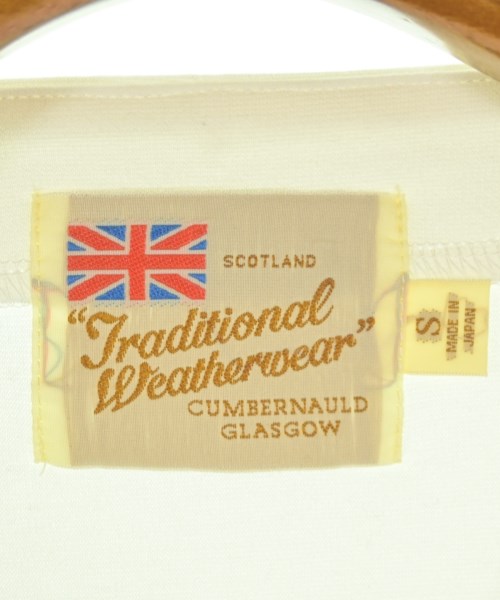 SCOTLAND
"Traditional
Weatherwear"
CUMBERNAULD
GLASGOW
S
MADE IN
JAPAN